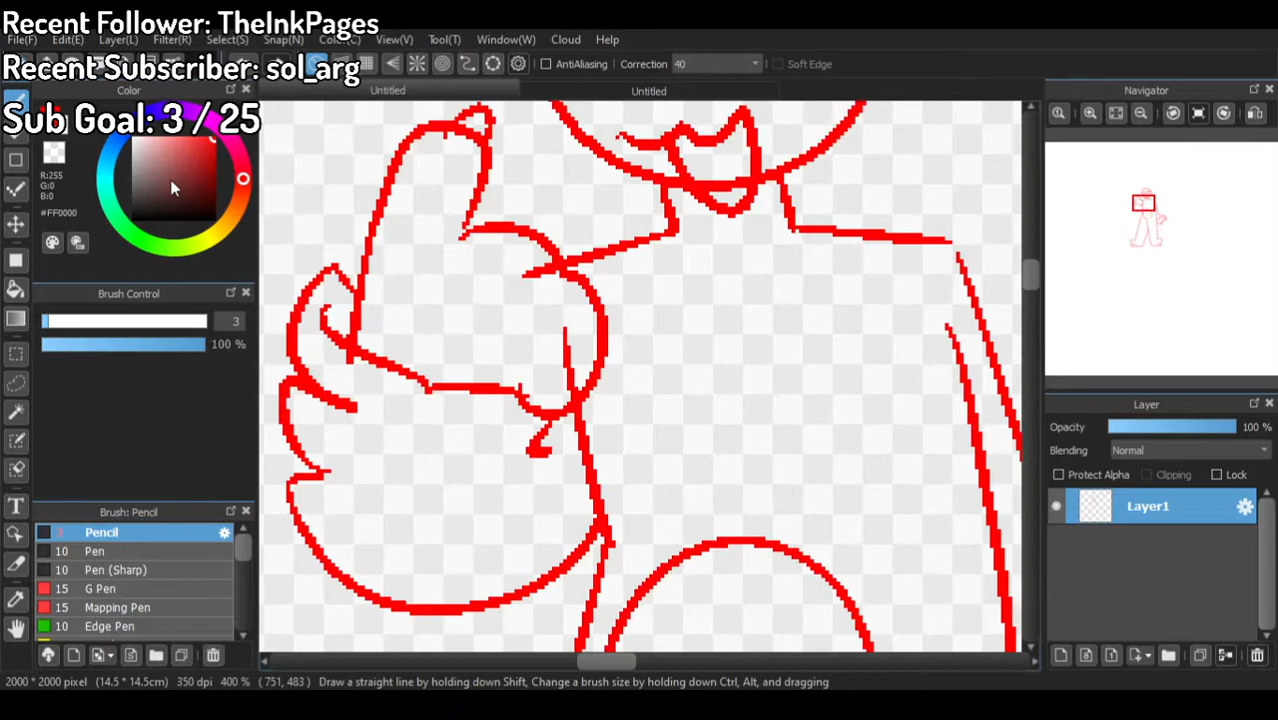 Recent Follower: TheInkPages
File(F) Edit(E) Layer(L) Filter(R) Select(S) Snap(N) Color(C) View(V) Tool(T) Window(W) Cloud Help
Recent Subscriber: sol_arg
AntiAliasing Correction 40 Soft Edge
Color
Untitled Untitled
Navigator
Sub Goal: 3 / 25
R:255
G:0
B:0
#FF0000
Brush Control
3
100 %
Layer
Opacity 100 %
Blending Normal
Protect Alpha Clipping Lock
Layer1
Brush: Pencil
3 Pencil
10 Pen
10 Pen (Sharp)
15 G Pen
15 Mapping Pen
10 Edge Pen
2000 * 2000 pixel (14.5 * 14.5cm) 350 dpi 400 % (751, 483) Draw a straight line by holding down Shift, Change a brush size by holding down Ctrl, Alt, and dragging